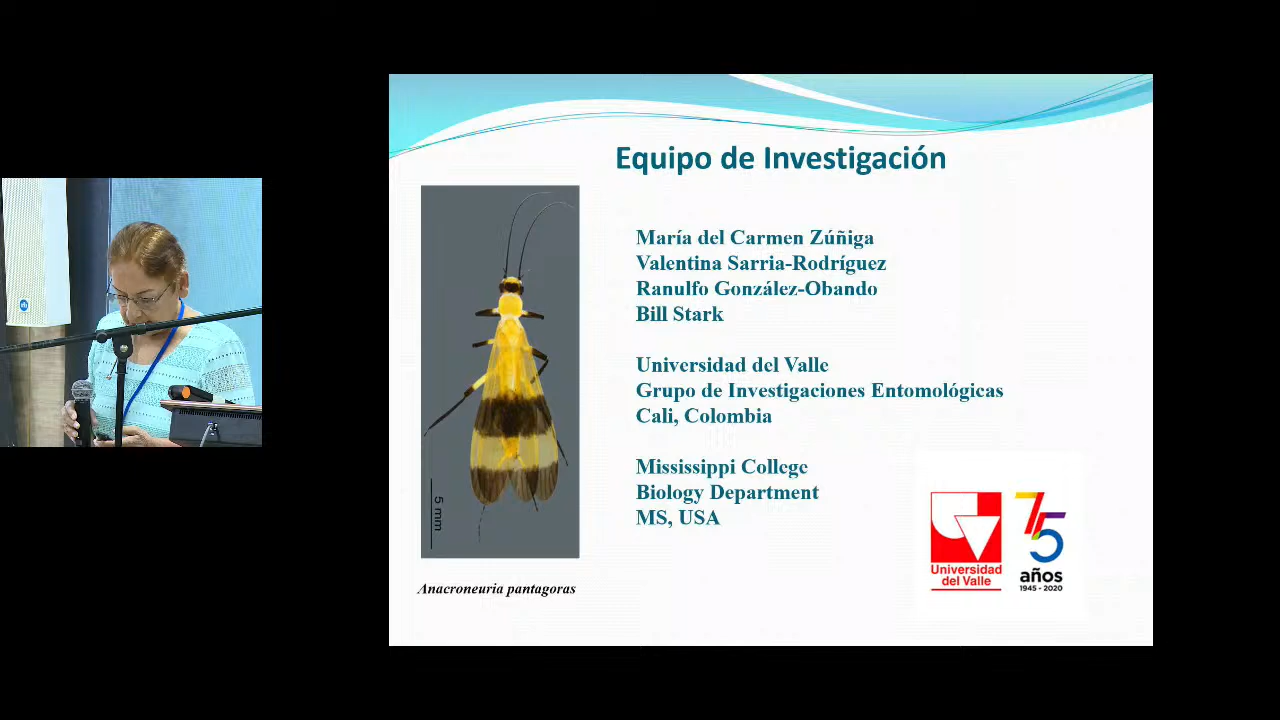 Equipo de Investigación
María del Carmen Zúñiga
Valentina Sarria-Rodríguez
Ranulfo González-Obando
Bill Stark
Universidad del Valle
Grupo de Investigaciones Entomológicas
Cali, Colombia
Mississippi College
Biology Department
MS, USA
5 mm
Anacroneuria pantagoras
Universidad
del Valle
75
años
1945 - 2020